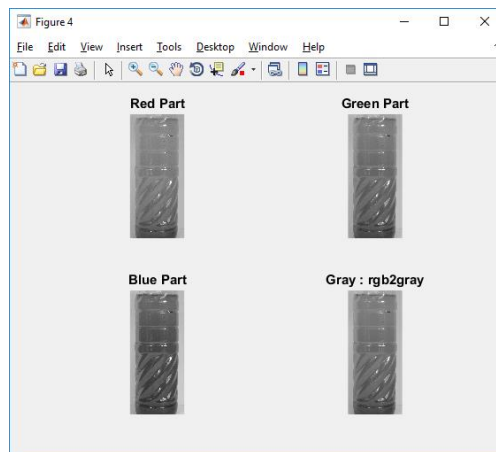 Figure 4
File Edit View Insert Tools Desktop Window Help
Red Part
Green Part
Blue Part
Gray : rgb2gray